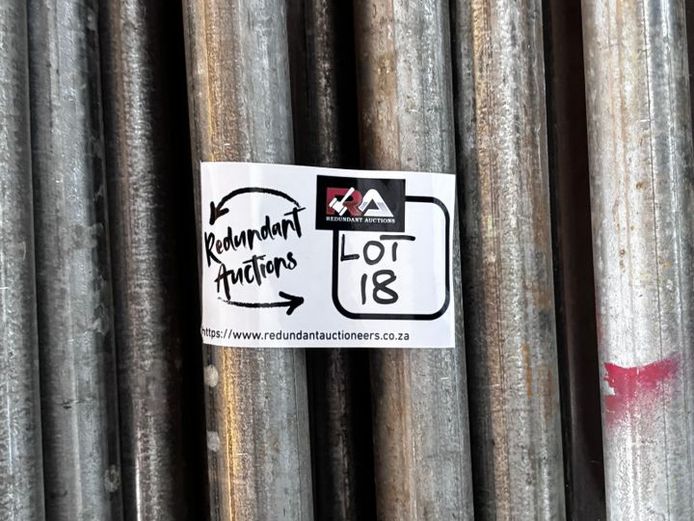 Redundant
Auctions
RA
REDUNDANT AUCTIONS
LOT
18
https://www.redundantauctioneers.co.za